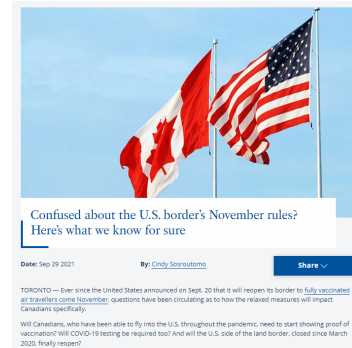 Confused about the U.S. border's November rules?
Here's what we know for sure
Date: Sep 29 2021
By: Cindy Sosroutomo
Share
TORONTO — Ever since the United States announced on Sept. 20 that it will reopen its border to fully vaccinated
air travellers come November, questions have been circulating as to how the relaxed measures will impact
Canadians specifically.
Will Canadians, who have been able to fly into the U.S. throughout the pandemic, need to start showing proof of
vaccination? Will COVID-19 testing be required too? And will the U.S. side of the land border, closed since March
2020, finally reopen?